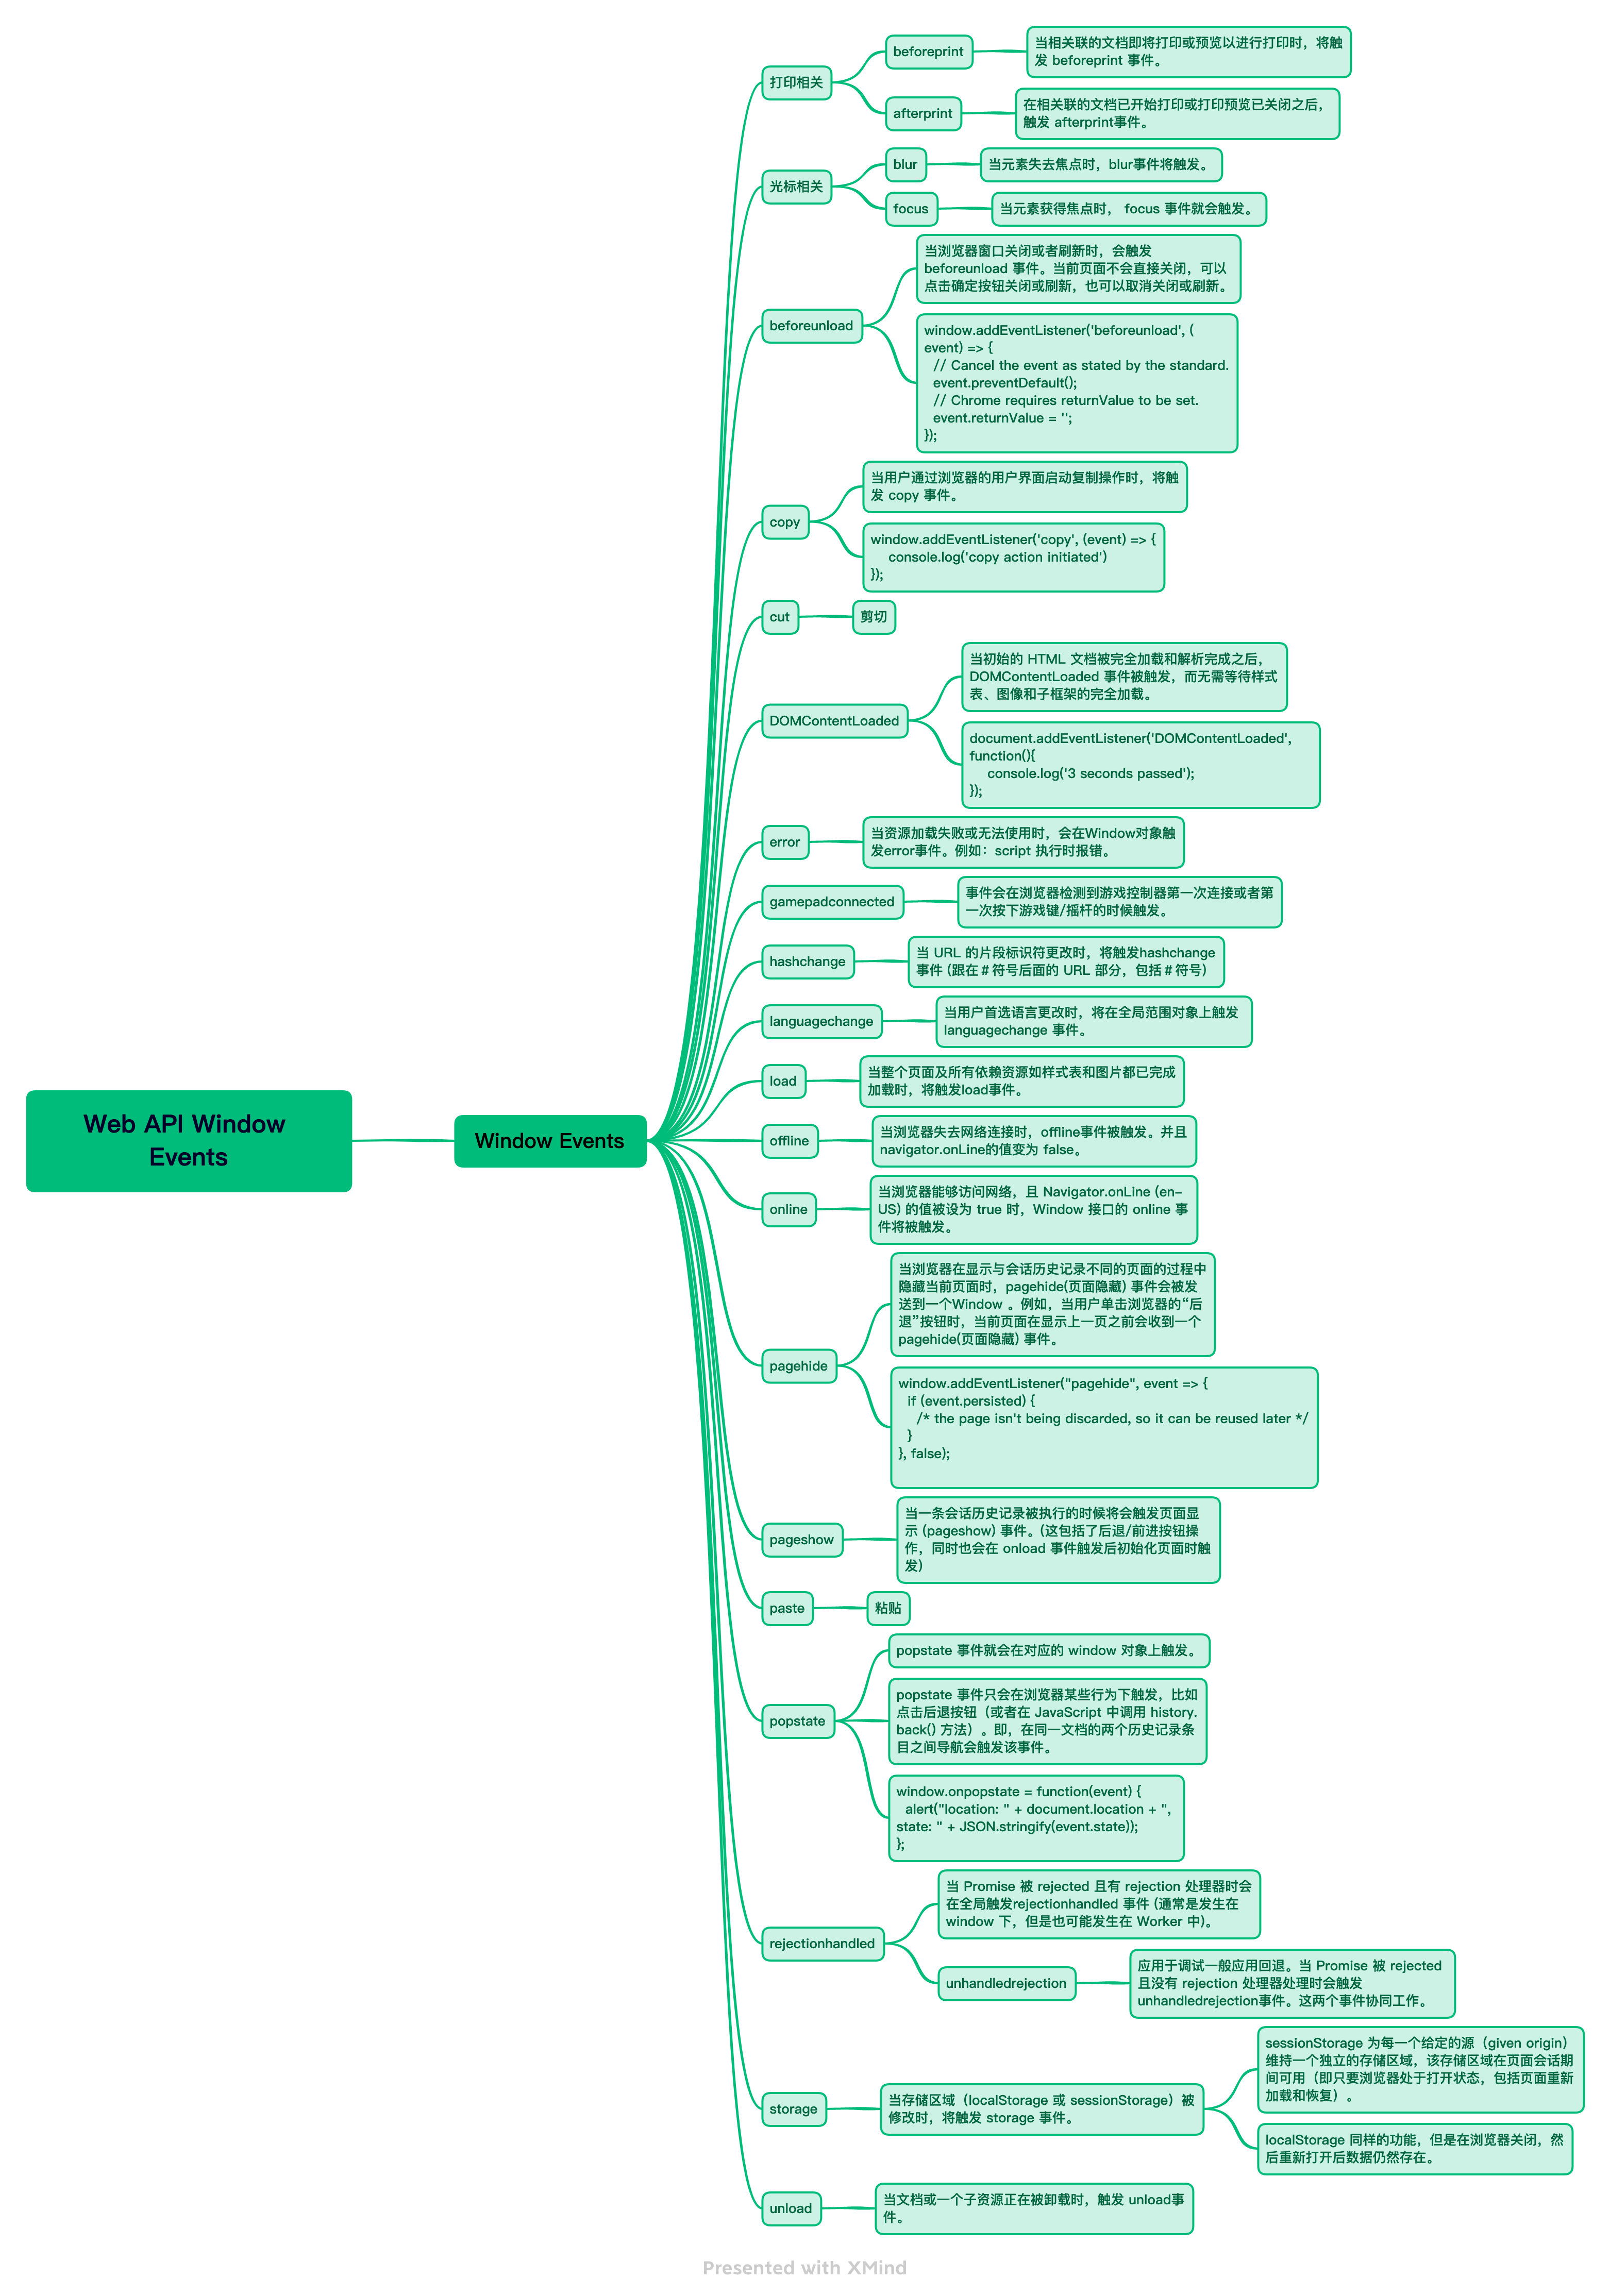 Web API Window
Events
Window Events
打印相关
beforeprint
当相关联的文档即将打印或预览以进行打印时，将触
发 beforeprint 事件。
afterprint
在相关联的文档已开始打印或打印预览已关闭之后，
触发 afterprint事件。
光标相关
blur
当元素失去焦点时，blur事件将触发。
focus
当元素获得焦点时， focus 事件就会触发。
beforeunload
当浏览器窗口关闭或者刷新时，会触发
beforeunload 事件。当前页面不会直接关闭，可以
点击确定按钮关闭或刷新，也可以取消关闭或刷新。
window.addEventListener('beforeunload', (
event) => {
// Cancel the event as stated by the standard.
event.preventDefault();
// Chrome requires returnValue to be set.
event.returnValue = '';
});
copy
当用户通过浏览器的用户界面启动复制操作时，将触
发 copy 事件。
window.addEventListener('copy', (event) => {
console.log('copy action initiated')
});
cut
剪切
DOMContentLoaded
当初始的 HTML 文档被完全加载和解析完成之后，
DOMContentLoaded 事件被触发，而无需等待样式
表、图像和子框架的完全加载。
document.addEventListener('DOMContentLoaded',
function(){
console.log('3 seconds passed');
});
error
当资源加载失败或无法使用时，会在Window对象触
发error事件。例如：script 执行时报错。
gamepadconnected
事件会在浏览器检测到游戏控制器第一次连接或者第
一次按下游戏键/摇杆的时候触发。
hashchange
当 URL 的片段标识符更改时，将触发hashchange
事件 (跟在＃符号后面的 URL 部分，包括＃符号)
languagechange
当用户首选语言更改时，将在全局范围对象上触发
languagechange 事件。
load
当整个页面及所有依赖资源如样式表和图片都已完成
加载时，将触发load事件。
offline
当浏览器失去网络连接时，offline事件被触发。并且
navigator.onLine的值变为 false。
online
当浏览器能够访问网络，且 Navigator.onLine (en-
US) 的值被设为 true 时，Window 接口的 online 事
件将被触发。
pagehide
当浏览器在显示与会话历史记录不同的页面的过程中
隐藏当前页面时，pagehide(页面隐藏) 事件会被发
送到一个Window 。例如，当用户单击浏览器的“后
退”按钮时，当前页面在显示上一页之前会收到一个
pagehide(页面隐藏) 事件。
window.addEventListener("pagehide", event => {
if (event.persisted) {
/* the page isn't being discarded, so it can be reused later */
}
}, false);
pageshow
当一条会话历史记录被执行的时候将会触发页面显
示 (pageshow) 事件。(这包括了后退/前进按钮操
作，同时也会在 onload 事件触发后初始化页面时触
发)
paste
粘贴
popstate
popstate 事件就会在对应的 window 对象上触发。
popstate 事件只会在浏览器某些行为下触发，比如
点击后退按钮（或者在 JavaScript 中调用 history.
back() 方法）。即，在同一文档的两个历史记录条
目之间导航会触发该事件。
window.onpopstate = function(event) {
alert("location: " + document.location + ",
state: " + JSON.stringify(event.state));
};
rejectionhandled
当 Promise 被 rejected 且有 rejection 处理器时会
在全局触发rejectionhandled 事件 (通常是发生在
window 下，但是也可能发生在 Worker 中)。
unhandledrejection
应用于调试一般应用回退。当 Promise 被 rejected
且没有 rejection 处理器处理时会触发
unhandledrejection事件。这两个事件协同工作。
storage
当存储区域（localStorage 或 sessionStorage）被
修改时，将触发 storage 事件。
sessionStorage 为每一个给定的源（given origin）
维持一个独立的存储区域，该存储区域在页面会话期
间可用（即只要浏览器处于打开状态，包括页面重新
加载和恢复）。
localStorage 同样的功能，但是在浏览器关闭，然
后重新打开后数据仍然存在。
unload
当文档或一个子资源正在被卸载时，触发 unload事
件。
Presented with XMind